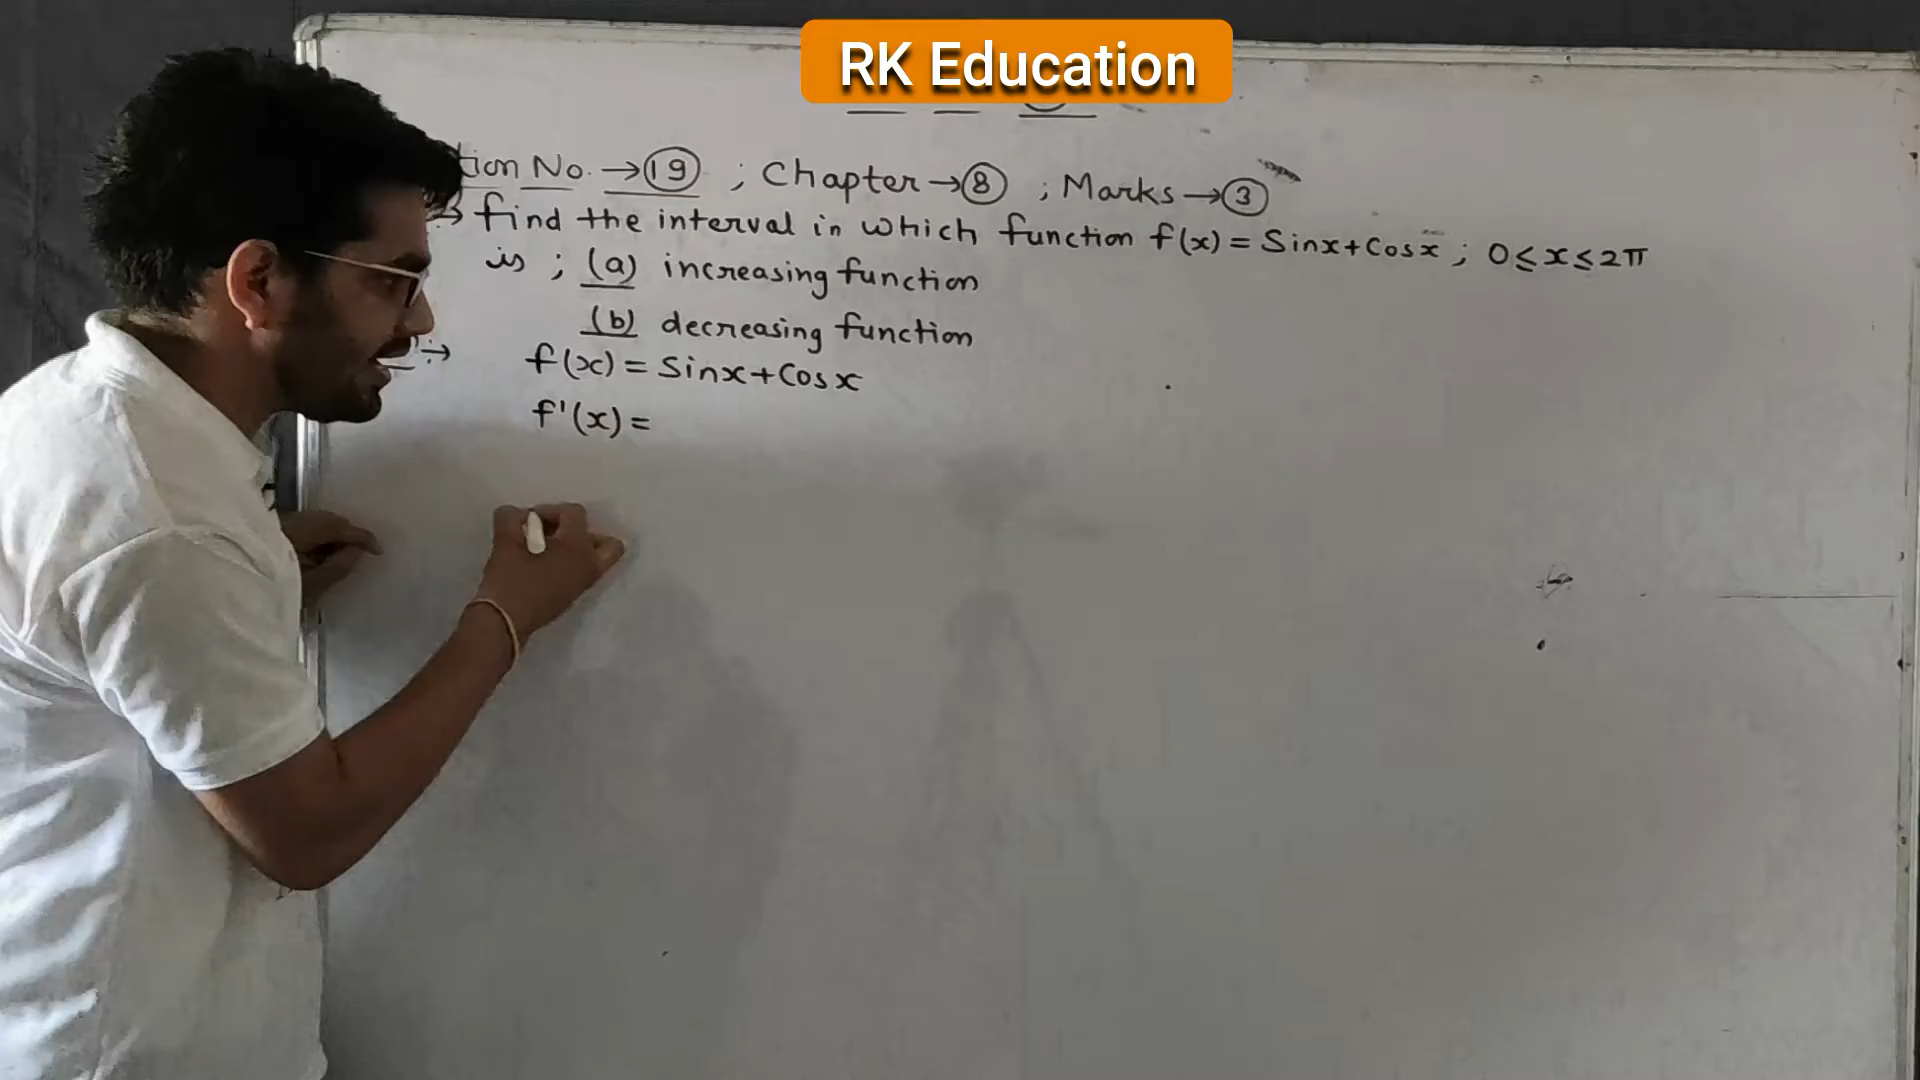 RK Education
tion No. → 19 ; Chapter → 8 ; Marks → 3
find the interval in which function f(x) = Sinx+Cosx ; 0≤x≤2π
is ; (a) increasing function
(b) decreasing function
f(x) = Sinx+Cosx
f'(x) =